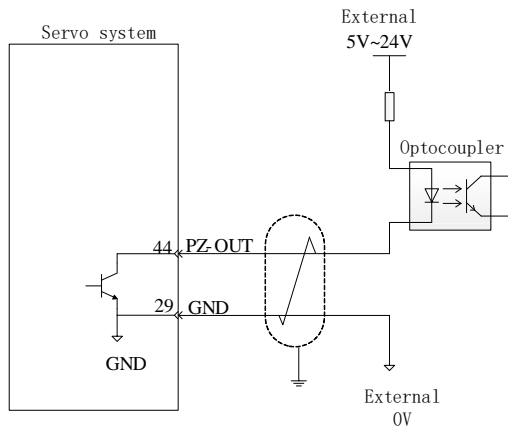 External
5V~24V
Servo system
Optocoupler
44 PZ-OUT
29 GND
GND
External
0V